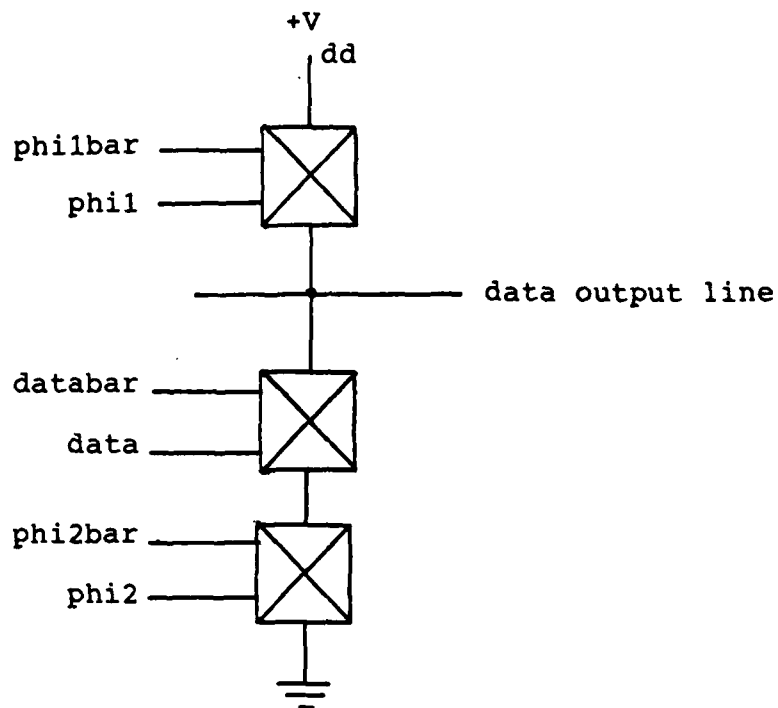 +V
dd
phi1bar
phi1
data output line
databar
data
phi2bar
phi2